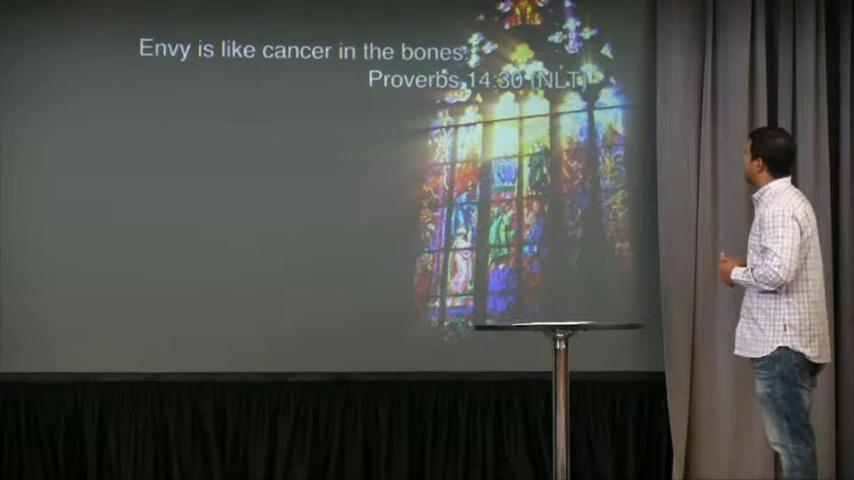 Envy is like cancer in the bones.
Proverbs 14:30 (NLT)